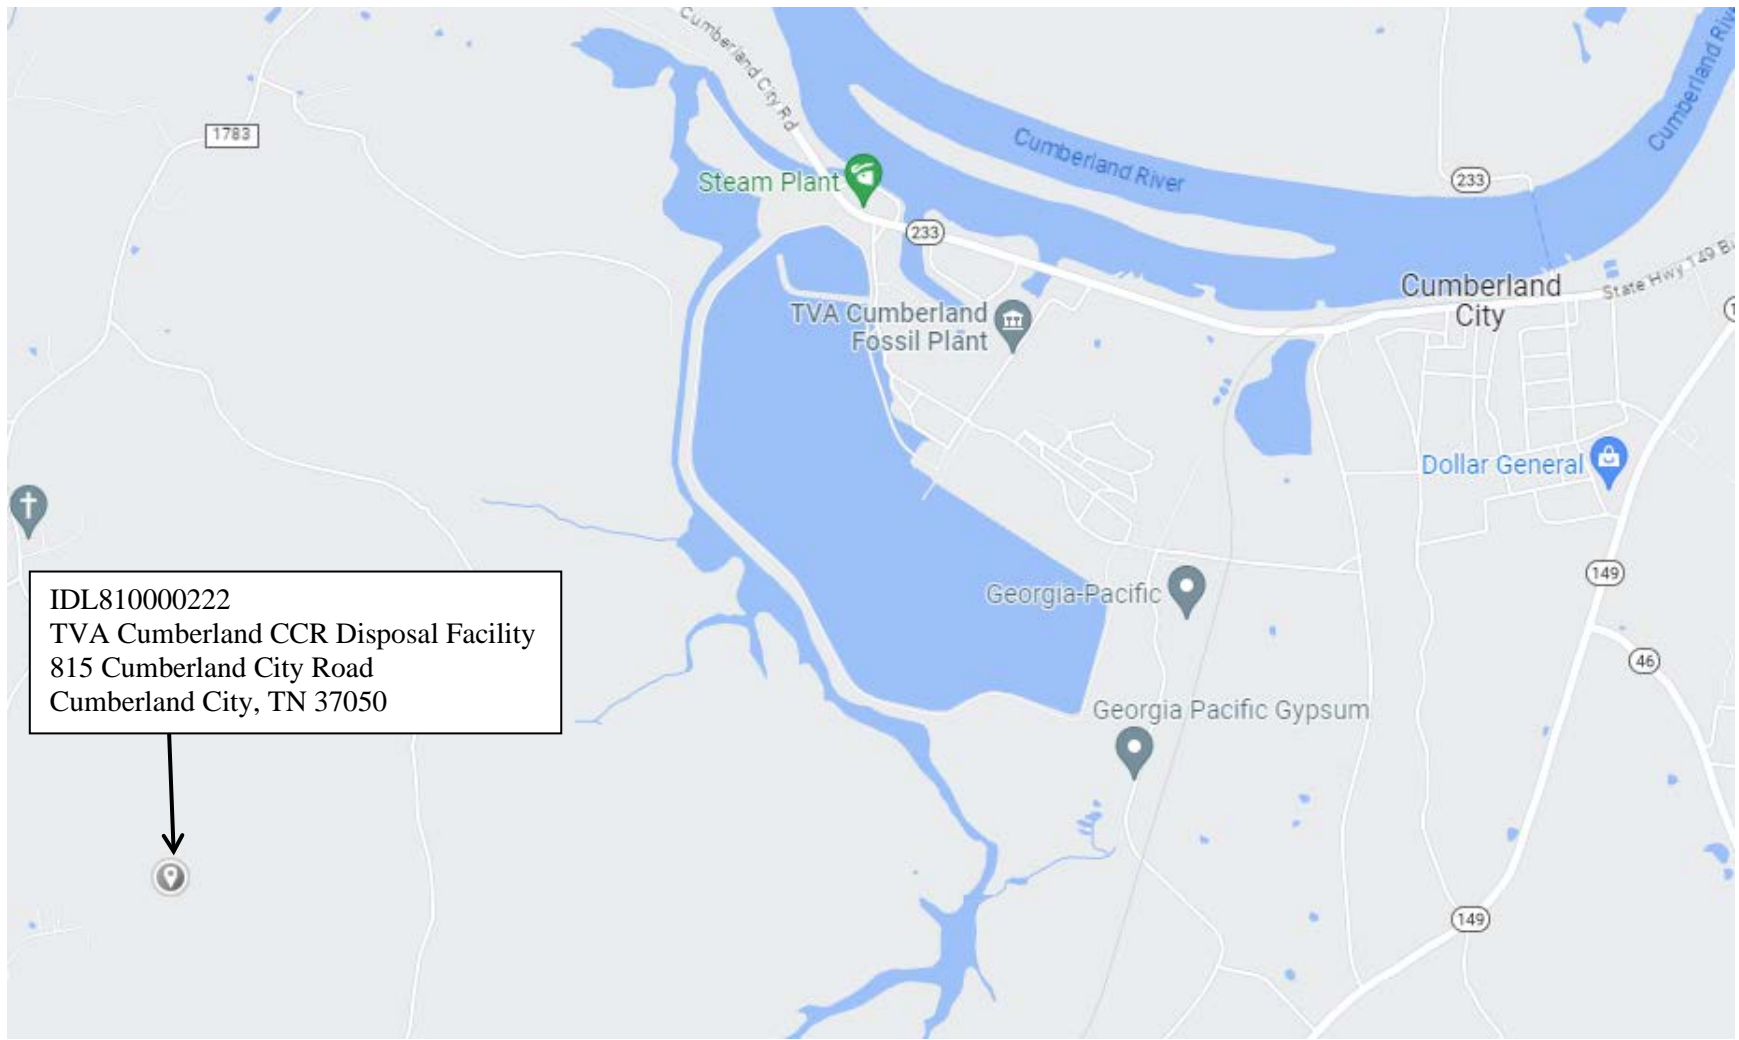 Cumberland City Rd
Cumberland River
Cumberland Riv
1783
Steam Plant
233
233
Cumberland
City
State Hwy 149 B
TVA Cumberland
Fossil Plant
Dollar General
149
Georgia-Pacific
IDL810000222
TVA Cumberland CCR Disposal Facility
815 Cumberland City Road
Cumberland City, TN 37050
46
Georgia Pacific Gypsum
149